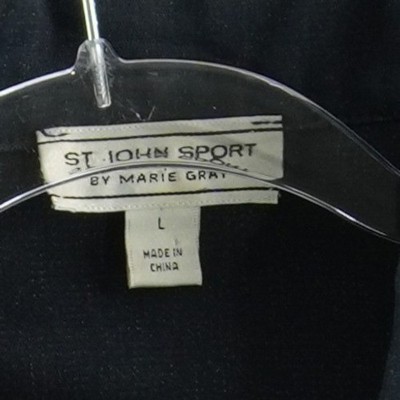 ST. JOHN SPORT
BY MARIE GRAY
L
MADE IN
CHINA